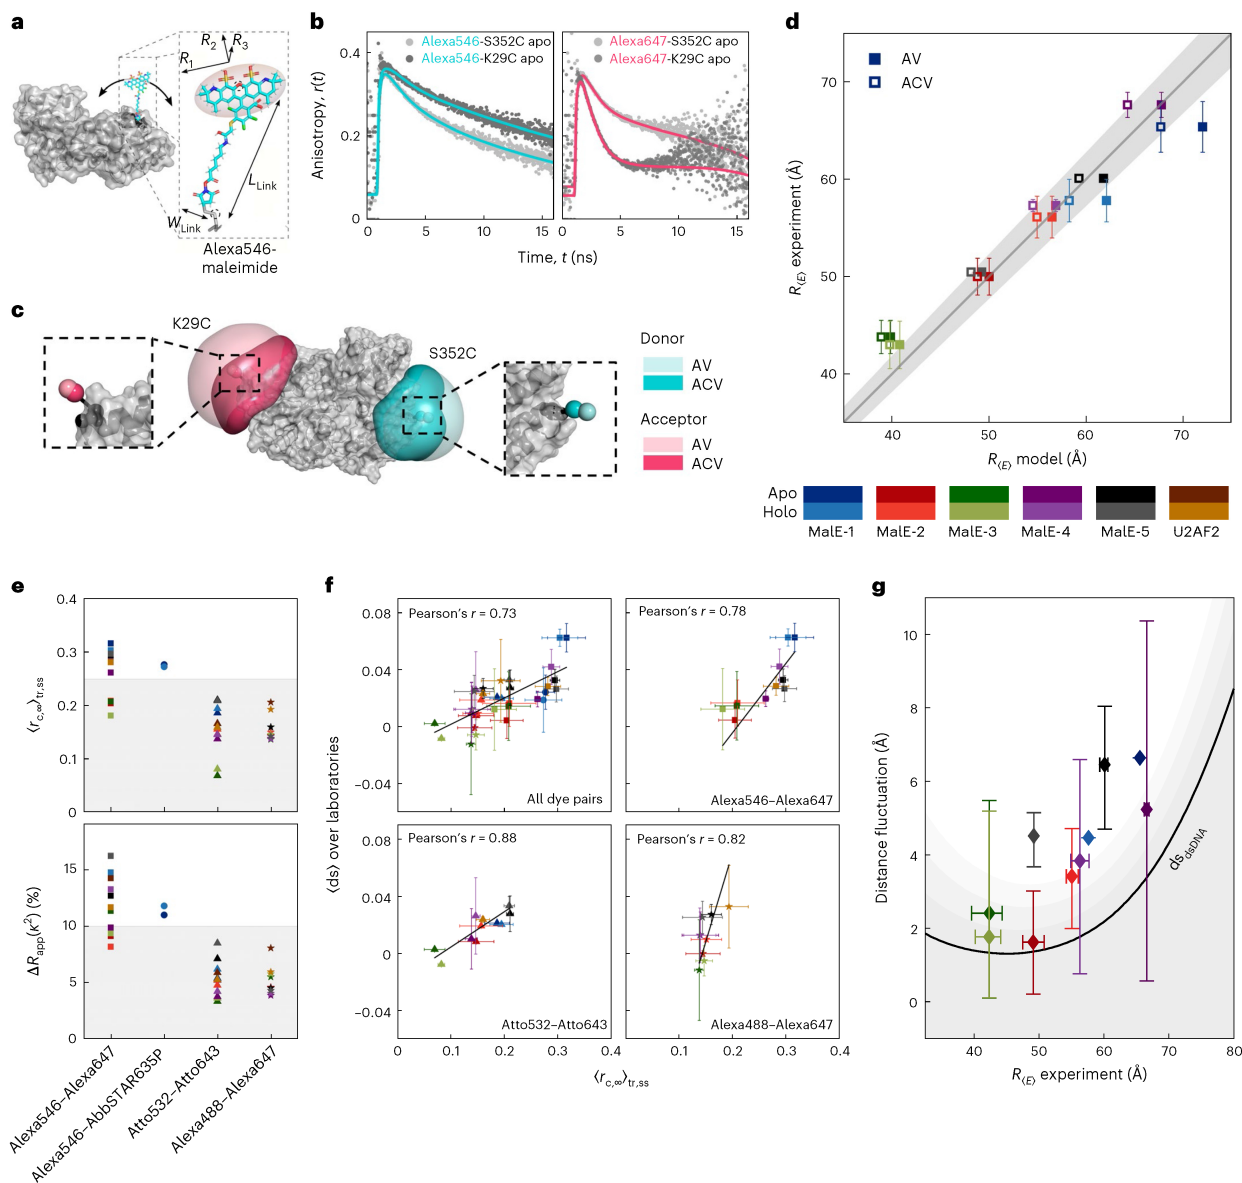 a
R2
R3
R1
LLink
WLink
Alexa546-
maleimide
b
0.4
0.2
0
Anisotropy, r(t)
Alexa546-S352C apo
Alexa546-K29C apo
Alexa647-S352C apo
Alexa647-K29C apo
0 5 10 15
0 5 10 15
Time, t (ns)
c
K29C
S352C
Donor
AV
ACV
Acceptor
AV
ACV
d
AV
ACV
70
60
50
40
R⟨E⟩ experiment (Å)
40 50 60 70
R⟨E⟩ model (Å)
Apo
Holo
MalE-1 MalE-2 MalE-3 MalE-4 MalE-5 U2AF2
e
0.4
0.3
0.2
0.1
0
⟨rc,∞⟩tr,ss
15
10
5
0
ΔRapp(κ²) (%)
Alexa546–Alexa647
Alexa546–AbbSTAR635P
Atto532–Atto643
Alexa488–Alexa647
f
⟨ds⟩ over laboratories
0.08
0.04
0
−0.04
Pearson's r = 0.73
All dye pairs
Pearson's r = 0.78
Alexa546–Alexa647
0.08
0.04
0
−0.04
Pearson's r = 0.88
Atto532–Atto643
Pearson's r = 0.82
Alexa488–Alexa647
0 0.1 0.2 0.3 0.4
0.1 0.2 0.3 0.4
⟨rc,∞⟩tr,ss
g
10
8
6
4
2
0
Distance fluctuation (Å)
dsdsDNA
40 50 60 70 80
R⟨E⟩ experiment (Å)